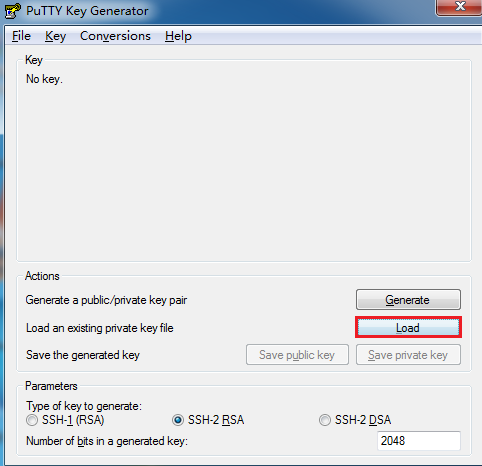 PuTTY Key Generator
File Key Conversions Help
Key
No key.
Actions
Generate a public/private key pair Generate
Load an existing private key file Load
Save the generated key Save public key Save private key
Parameters
Type of key to generate:
SSH-1 (RSA) SSH-2 RSA SSH-2 DSA
Number of bits in a generated key: 2048